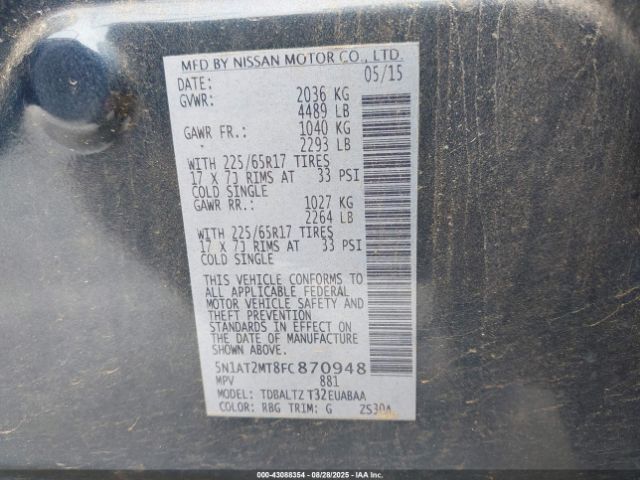 MFD BY NISSAN MOTOR CO., LTD.
DATE: 05/15
GVWR: 2036 KG
4489 LB
GAWR FR.: 1040 KG
2293 LB
WITH 225/65R17 TIRES
17 X 7J RIMS AT 33 PSI
COLD SINGLE
GAWR RR.: 1027 KG
2264 LB
WITH 225/65R17 TIRES
17 X 7J RIMS AT 33 PSI
COLD SINGLE
THIS VEHICLE CONFORMS TO
ALL APPLICABLE FEDERAL
MOTOR VEHICLE SAFETY AND
THEFT PREVENTION
STANDARDS IN EFFECT ON
THE DATE OF MANUFACTURE
SHOWN ABOVE.
5N1AT2MT8FC870948
MPV 881
MODEL: TDBALTZ T32EUABAA
COLOR: RBG TRIM: G ZS30A
000-43088354 - 08/28/2025 - IAAI.COM